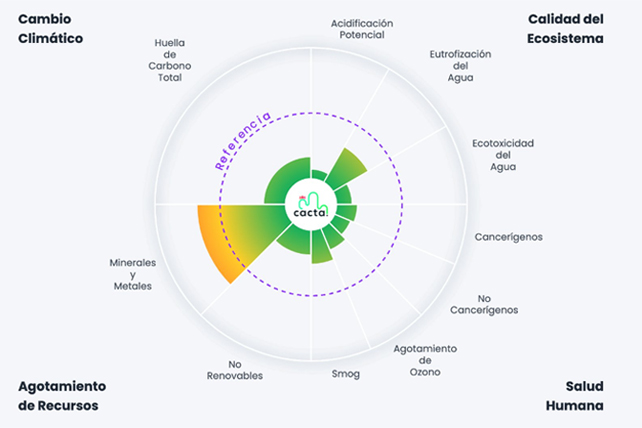 Cambio
Climático
Calidad del
Ecosistema
Acidificación
Potencial
Huella
de
Carbono
Total
Eutrofización
del
Agua
Referencia
Ecotoxicidad
del
Agua
cacta
Cancerígenos
Minerales
y
Metales
No
Cancerígenos
Agotamiento
de
Ozono
No
Renovables
Smog
Agotamiento
de Recursos
Salud
Humana